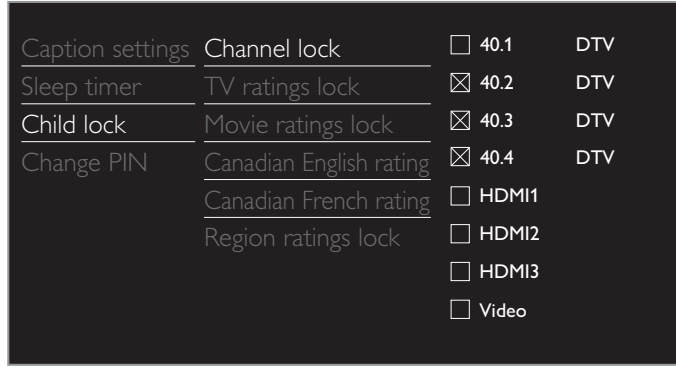 Caption settings
Sleep timer
Child lock
Change PIN
Channel lock
TV ratings lock
Movie ratings lock
Canadian English rating
Canadian French rating
Region ratings lock
40.1 DTV
40.2 DTV
40.3 DTV
40.4 DTV
HDMI1
HDMI2
HDMI3
Video